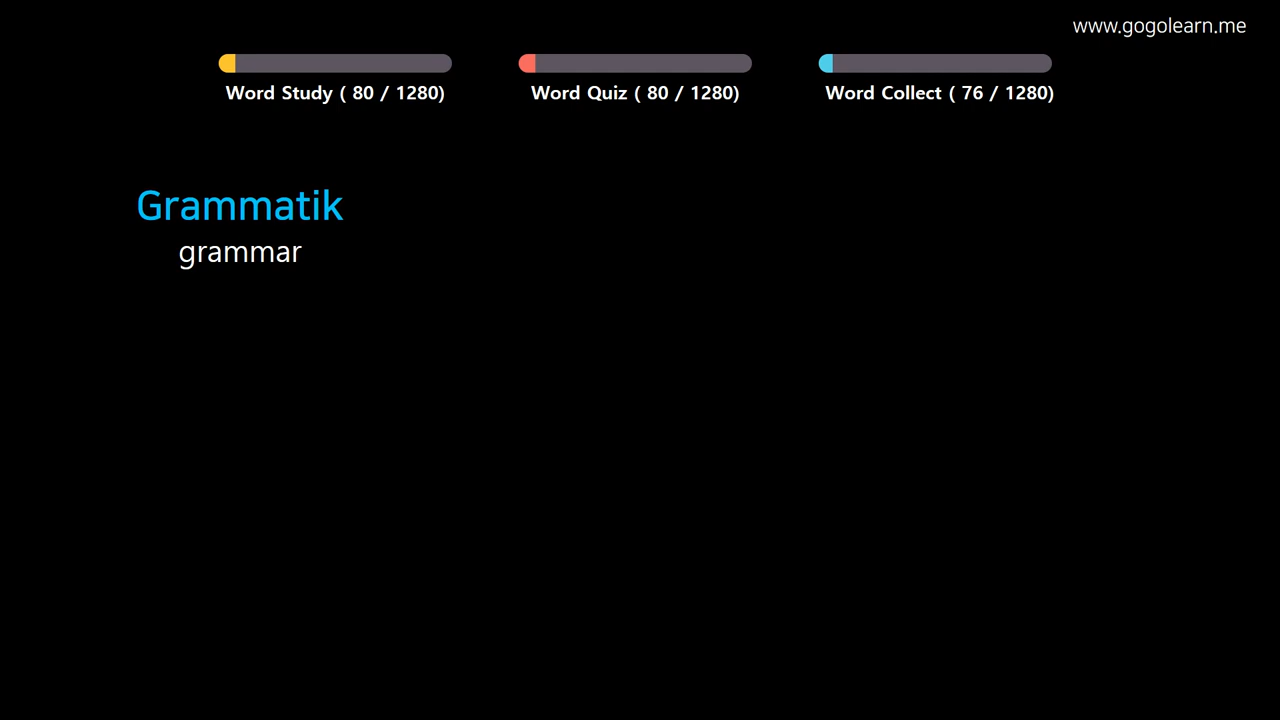 www.gogolearn.me
Word Study ( 80 / 1280)
Word Quiz ( 80 / 1280)
Word Collect ( 76 / 1280)
Grammatik
grammar